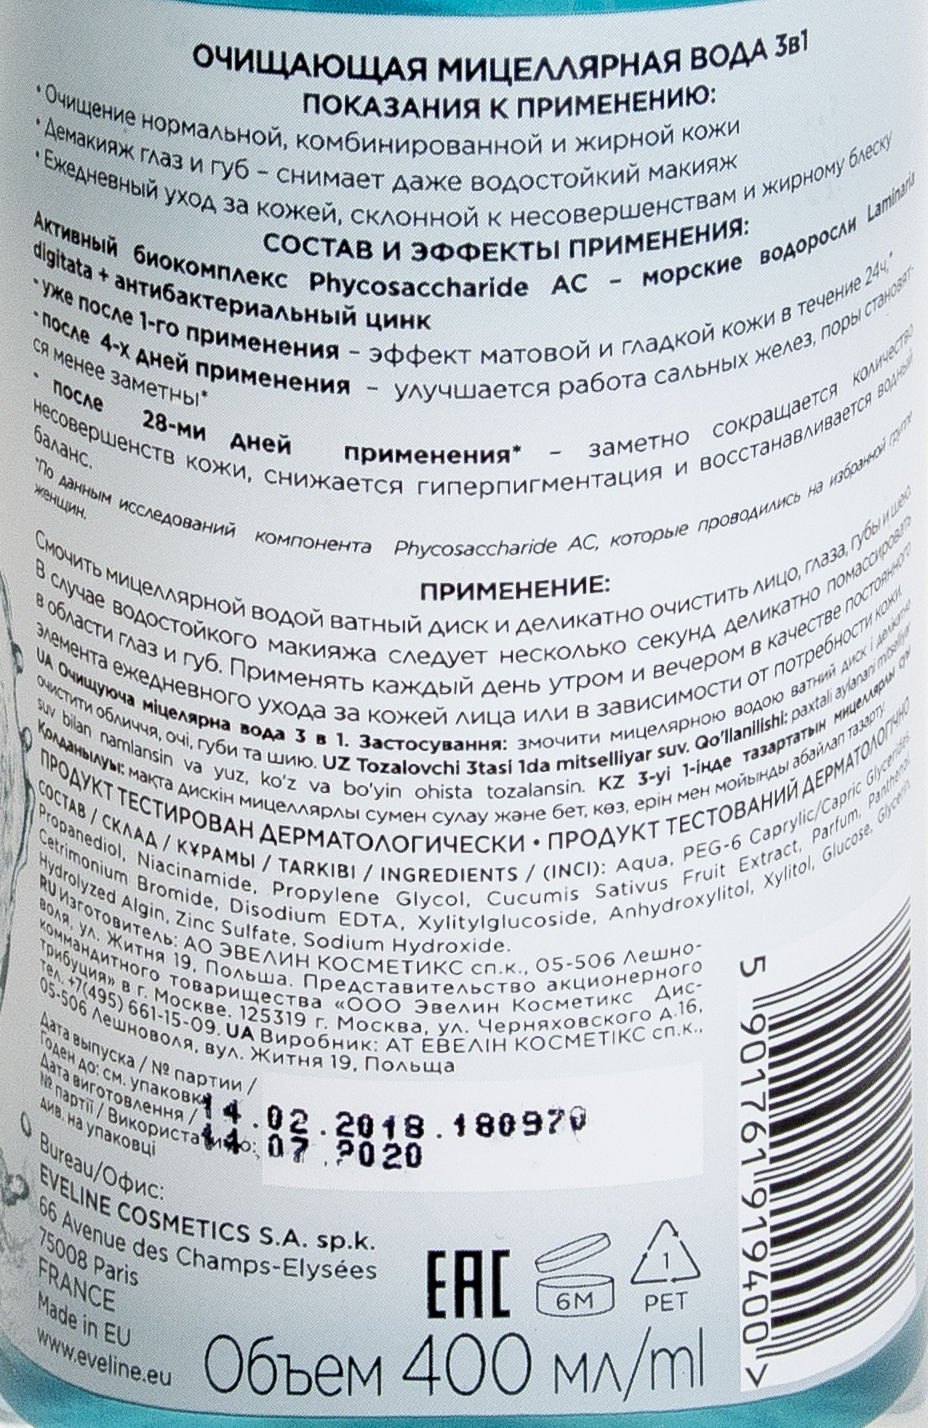 ОЧИЩАЮЩАЯ МИЦЕЛЛЯРНАЯ ВОДА 3в1
ПОКАЗАНИЯ К ПРИМЕНЕНИЮ:
• Очищение нормальной, комбинированной и жирной кожи
• Демакияж глаз и губ – снимает даже водостойкий макияж
• Ежедневный уход за кожей, склонной к несовершенствам и жирному блеску
СОСТАВ И ЭФФЕКТЫ ПРИМЕНЕНИЯ:
Активный биокомплекс Phycosaccharide AC – морские водоросли Laminaria
digitata + антибактериальный цинк
• уже после 1-го применения – эффект матовой и гладкой кожи в течение 24ч,*
• после 4-х дней применения – улучшается работа сальных желез, поры становят-
ся менее заметны*
• после 28-ми дней применения* – заметно сокращается количество
несовершенств кожи, снижается гиперпигментация и восстанавливается водный
баланс.
*По данным исследований компонента Phycosaccharide AC, которые проводились на избранной группе
женщин.
ПРИМЕНЕНИЕ:
Смочить мицеллярной водой ватный диск и деликатно очистить лицо, глаза, губы и шею.
В случае водостойкого макияжа следует несколько секунд деликатно помассировать
в области глаз и губ. Применять каждый день утром и вечером в качестве постоянного
элемента ежедневного ухода за кожей лица или в зависимости от потребности кожи.
UA Очищуюча міцелярна вода 3 в 1. Застосування: змочити мицелярною водою ватний диск і делікатно
очистити обличчя, очі, губи та шию. UZ Tozalovchi 3tasi 1da mitselliyar suv. Qo'llanilishi: paxtali aylanani mitselliyar
suv bilan namlansin va yuz, ko'z va bo'yin ohista tozalansin. KZ 3-уі 1-інде тазартатын мицеллярлы су
Қолданылуы: мақта дискін мицеллярлы сумен сулау және бет, көз, ерін мен мойынды абайлап тазарту
ПРОДУКТ ТЕСТИРОВАН ДЕРМАТОЛОГИЧЕСКИ • ПРОДУКТ ТЕСТОВАНИЙ ДЕРМАТОЛОГІЧНО
СОСТАВ / СКЛАД / ҚҰРАМЫ / TARKIBI / INGREDIENTS / (INCI): Aqua, PEG-6 Caprylic/Capric Glycerides,
Propanediol, Niacinamide, Propylene Glycol, Cucumis Sativus Fruit Extract, Parfum, Panthenol,
Cetrimonium Bromide, Disodium EDTA, Xylitylglucoside, Anhydroxylitol, Xylitol, Glucose, Glycerin,
Hydrolyzed Algin, Zinc Sulfate, Sodium Hydroxide.
RU Изготовитель: АО ЭВЕЛИН КОСМЕТИКС сп.к., 05-506 Лешно-
воля, ул. Житня 19, Польша. Представительство акционерного
коммандитного товарищества «ООО Эвелин Косметикс Дис-
трибуция» в г. Москве. 125319 г. Москва, ул. Черняховского д.16,
тел. +7(495) 661-15-09. UA Виробник: АТ ЕВЕЛІН КОСМЕТІКС сп.к.,
05-506 Лешноволя, вул. Житня 19, Польща
Дата выпуска / № партии /
Годен до: см. упаковка
Дата виготовлення /
№ партії / Використати до:
див. на упаковці
14.02.2018.180970
14.07.2020
Bureau/Офис:
EVELINE COSMETICS S.A. sp.k.
66 Avenue des Champs-Elysées
75008 Paris
FRANCE
Made in EU
www.eveline.eu
EAC
6M
1
PET
Объем 400 мл/ml
5 901761 919400 >